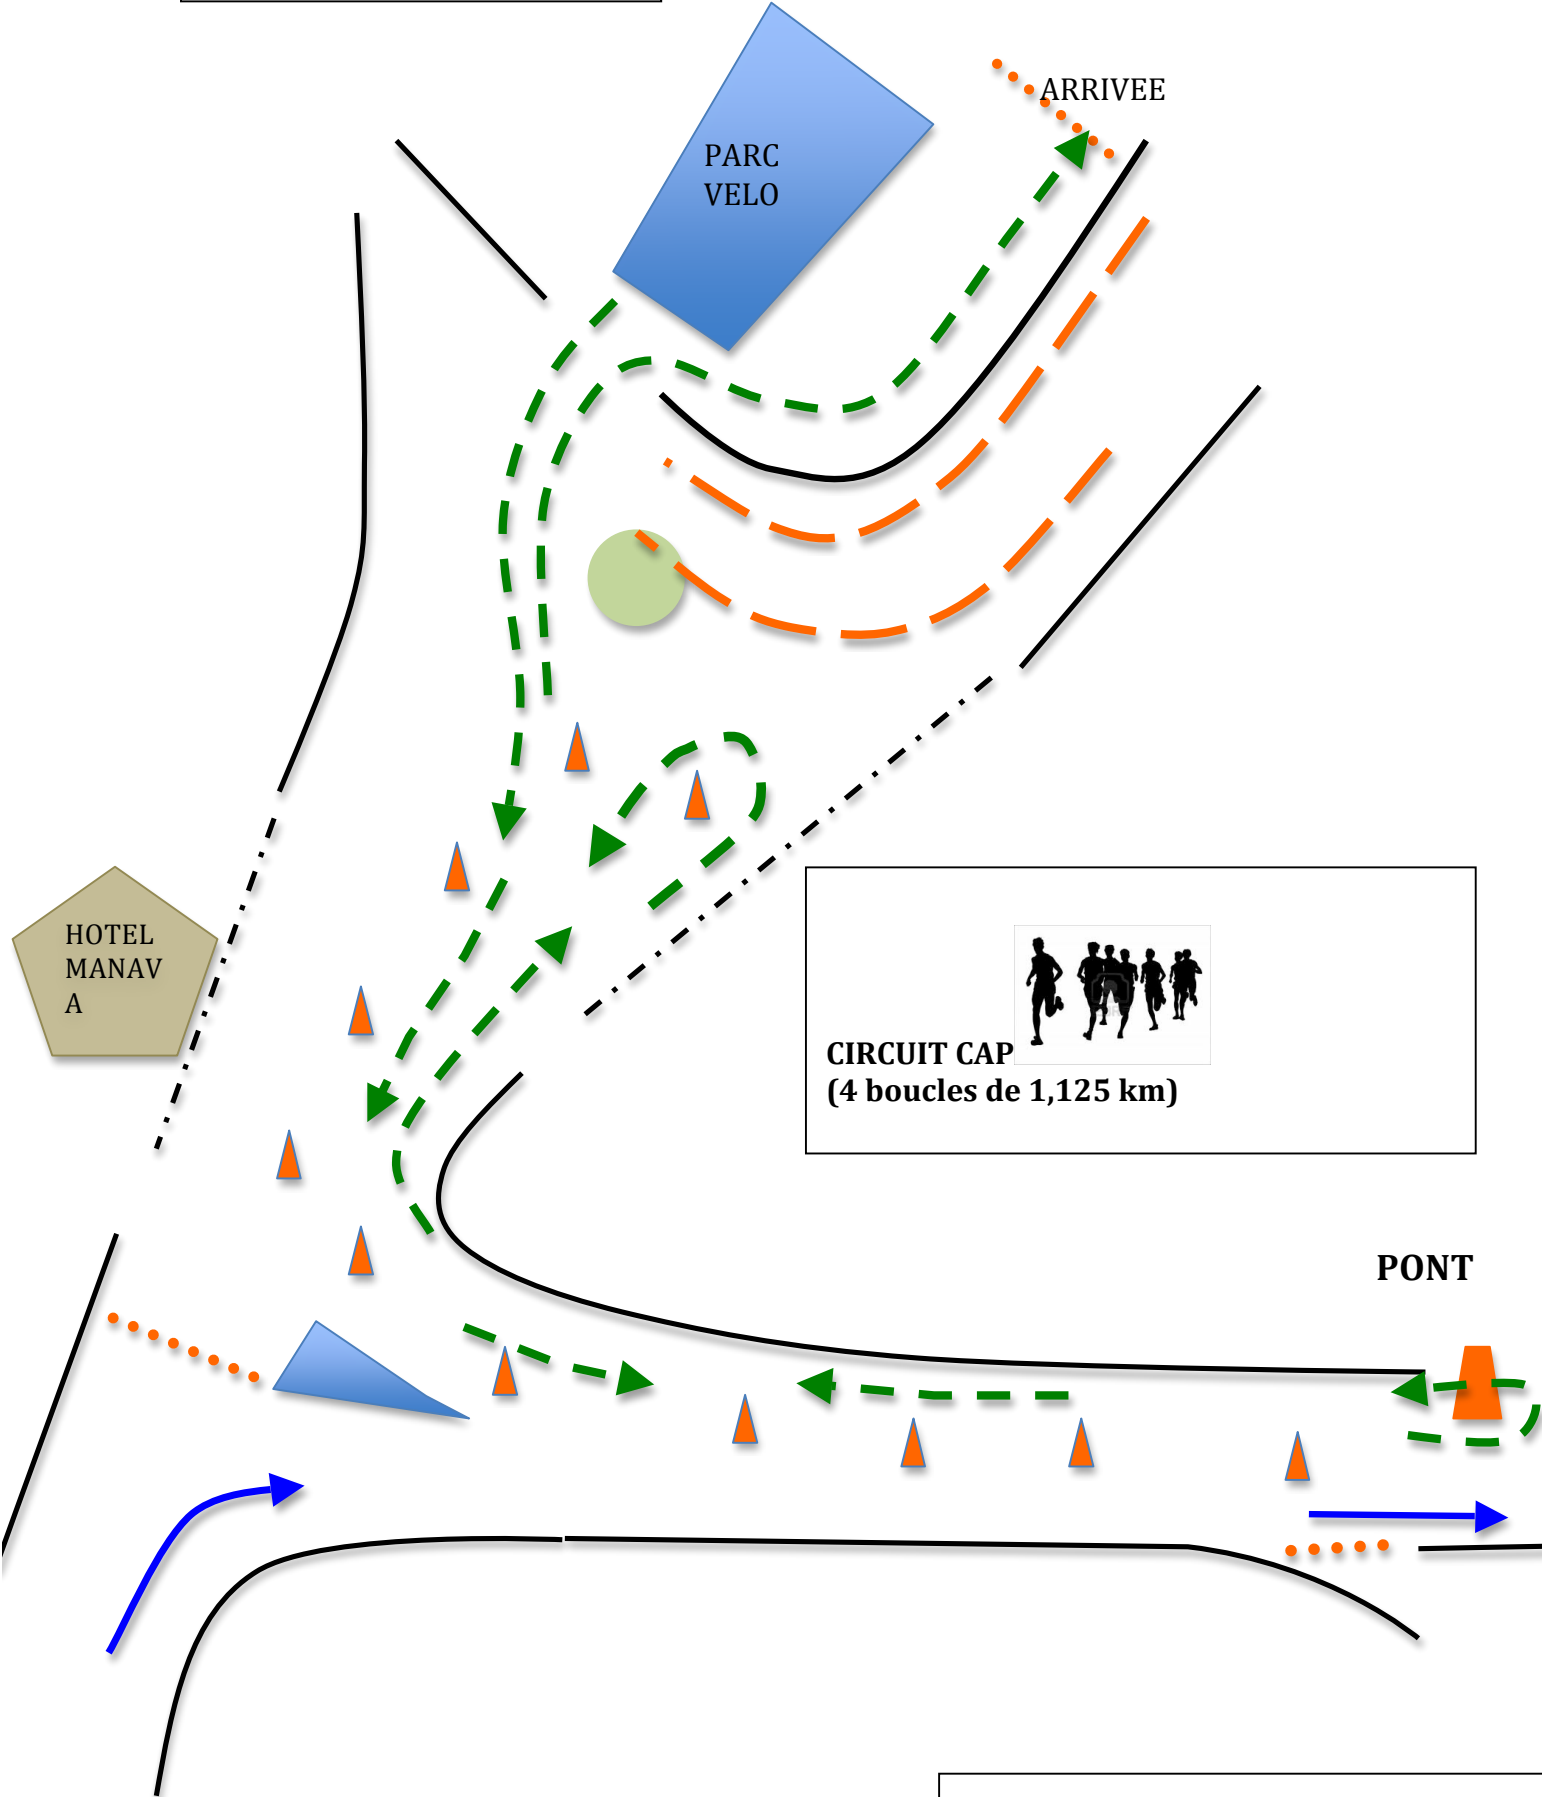 ARRIVEE
PARC
VELO
HOTEL
MANAV
A
CIRCUIT CAP
(4 boucles de 1,125 km)
PONT